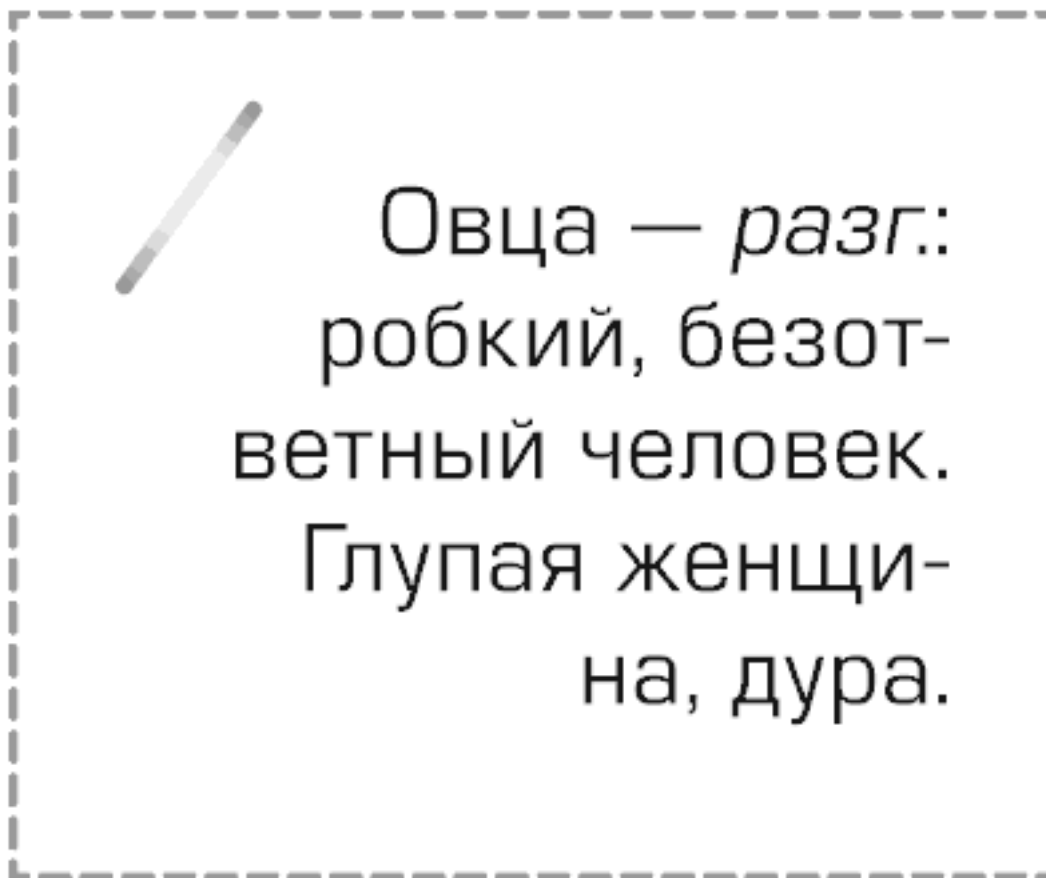 Овца — разг.:
робкий, безот-
ветный человек.
Глупая женщи-
на, дура.